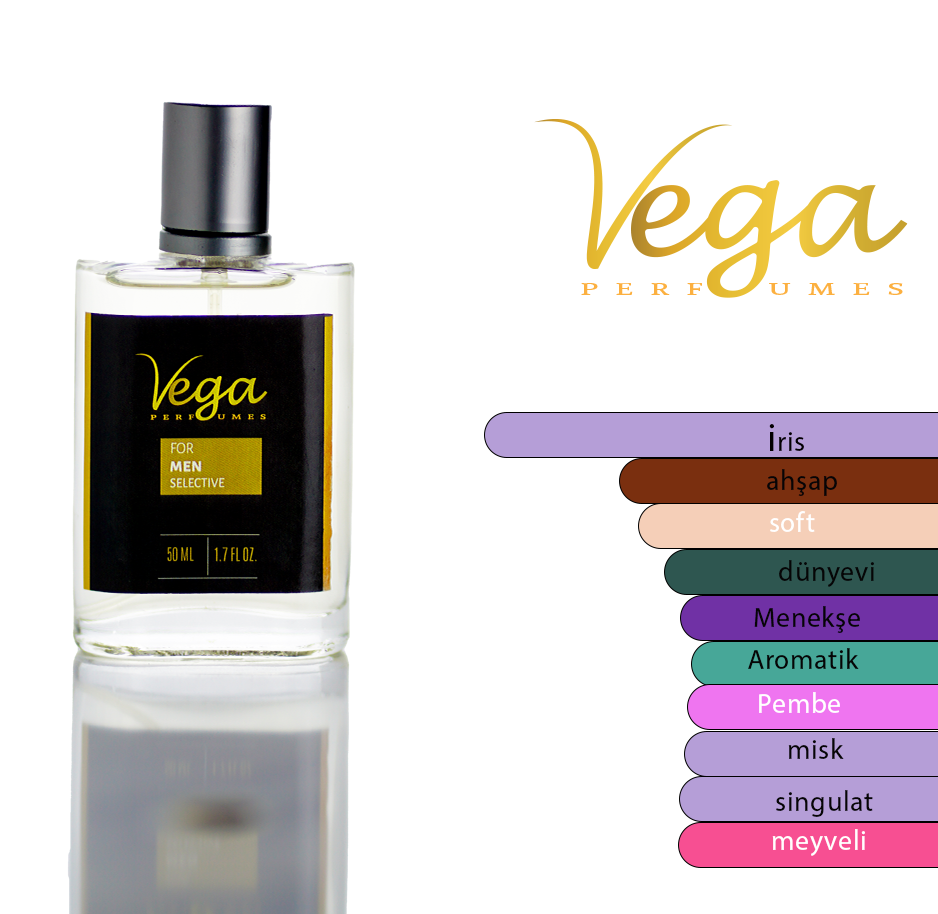 Vega
PERFUMES
FOR
MEN
SELECTIVE
50 ML
1.7 FL OZ.
Vega
PERFUMES
İris
ahşap
soft
dünyevi
Menekşe
Aromatik
Pembe
misk
singulat
meyveli